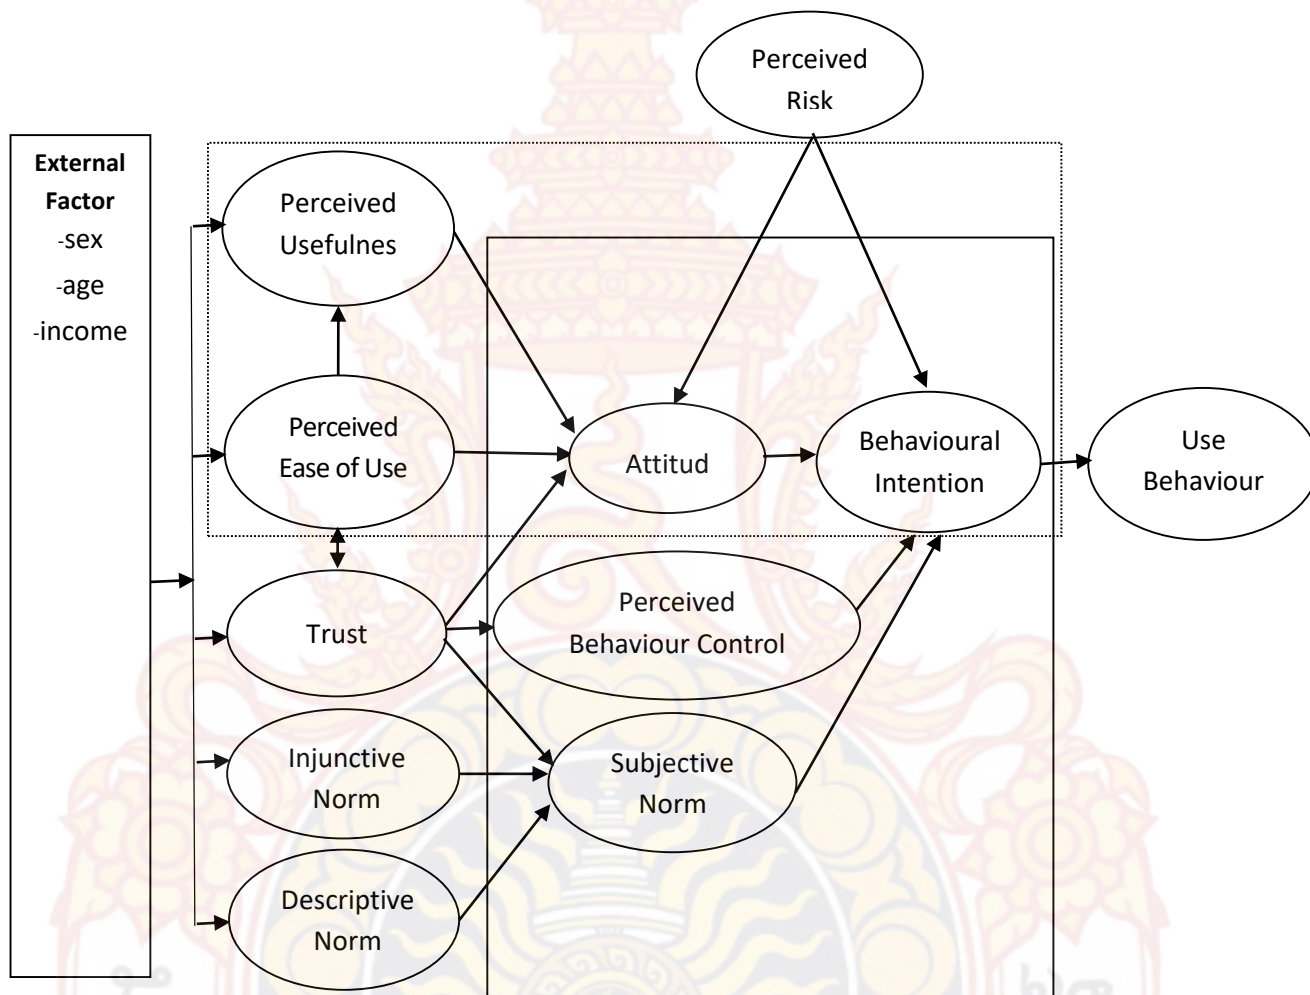 Perceived
Risk
External
Factor
-sex
-age
-income
Perceived
Usefulnes
Perceived
Ease of Use
Attitud
Behavioural
Intention
Use
Behaviour
Trust
Perceived
Behaviour Control
Injunctive
Norm
Subjective
Norm
Descriptive
Norm